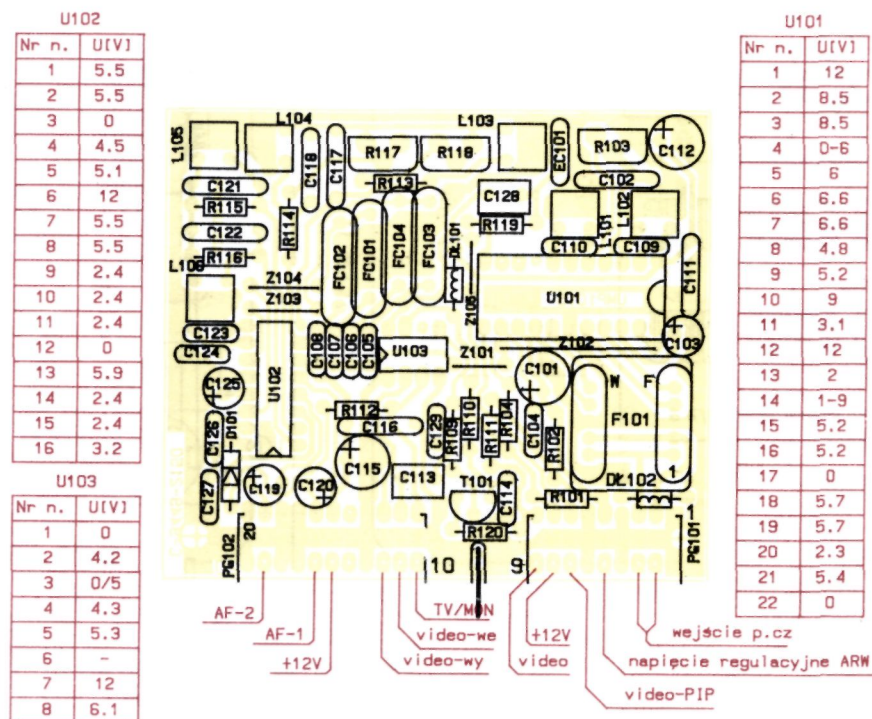 U102
Nr n. U[V]
1 5.5
2 5.5
3 0
4 4.5
5 5.1
6 12
7 5.5
8 5.5
9 2.4
10 2.4
11 2.4
12 0
13 5.9
14 2.4
15 2.4
16 3.2
U103
Nr n. U[V]
1 0
2 4.2
3 0/5
4 4.3
5 5.3
6 -
7 12
8 6.1
L105
L104
C118
C117
R117
R118
L103
EC101
R103
C112
C121
R115
R113
C128
C102
C122
R114
R119
L101
L102
R116
FC102
FC101
FC104
FC103
DŁ101
C110
C109
C111
L106
Z104
Z103
Z105
U101
C123
C124
U102
C108
C107
C106
C105
U103
Z101
Z102
C103
C125
C101
W F
F101
C126
D101
R112
C116
C129
R109
R110
R111
R104
C104
R102
C127
C119
C120
C115
C113
T101
C114
R101
DŁ102
1
1
PG102
20
R120
PG101
10
9
AF-2
AF-1
+12V
TV/MON
video-we
video-wy
+12V
video
video-PIP
wejście p.cz
napięcie regulacyjne ARW
U101
Nr n. U[V]
1 12
2 8.5
3 8.5
4 0-6
5 6
6 6.6
7 6.6
8 4.8
9 5.2
10 9
11 3.1
12 12
13 2
14 1-9
15 5.2
16 5.2
17 0
18 5.7
19 5.7
20 2.3
21 5.4
22 0